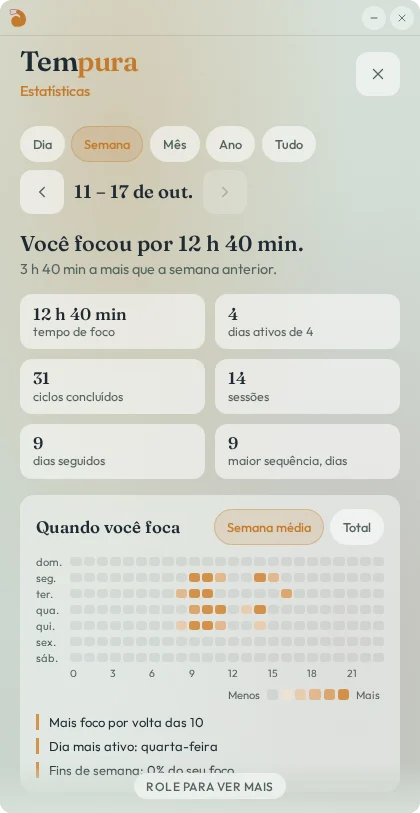 Tempura
Estatísticas
Dia Semana Mês Ano Tudo
11 – 17 de out.
Você focou por 12 h 40 min.
3 h 40 min a mais que a semana anterior.
12 h 40 min
tempo de foco
4
dias ativos de 4
31
ciclos concluídos
14
sessões
9
dias seguidos
9
maior sequência, dias
Quando você foca
Semana média Total
dom.
seg.
ter.
qua.
qui.
sex.
sáb.
0 3 6 9 12 15 18 21
Menos Mais
Mais foco por volta das 10
Dia mais ativo: quarta-feira
Fins de semana: 0% do seu foco
ROLE PARA VER MAIS